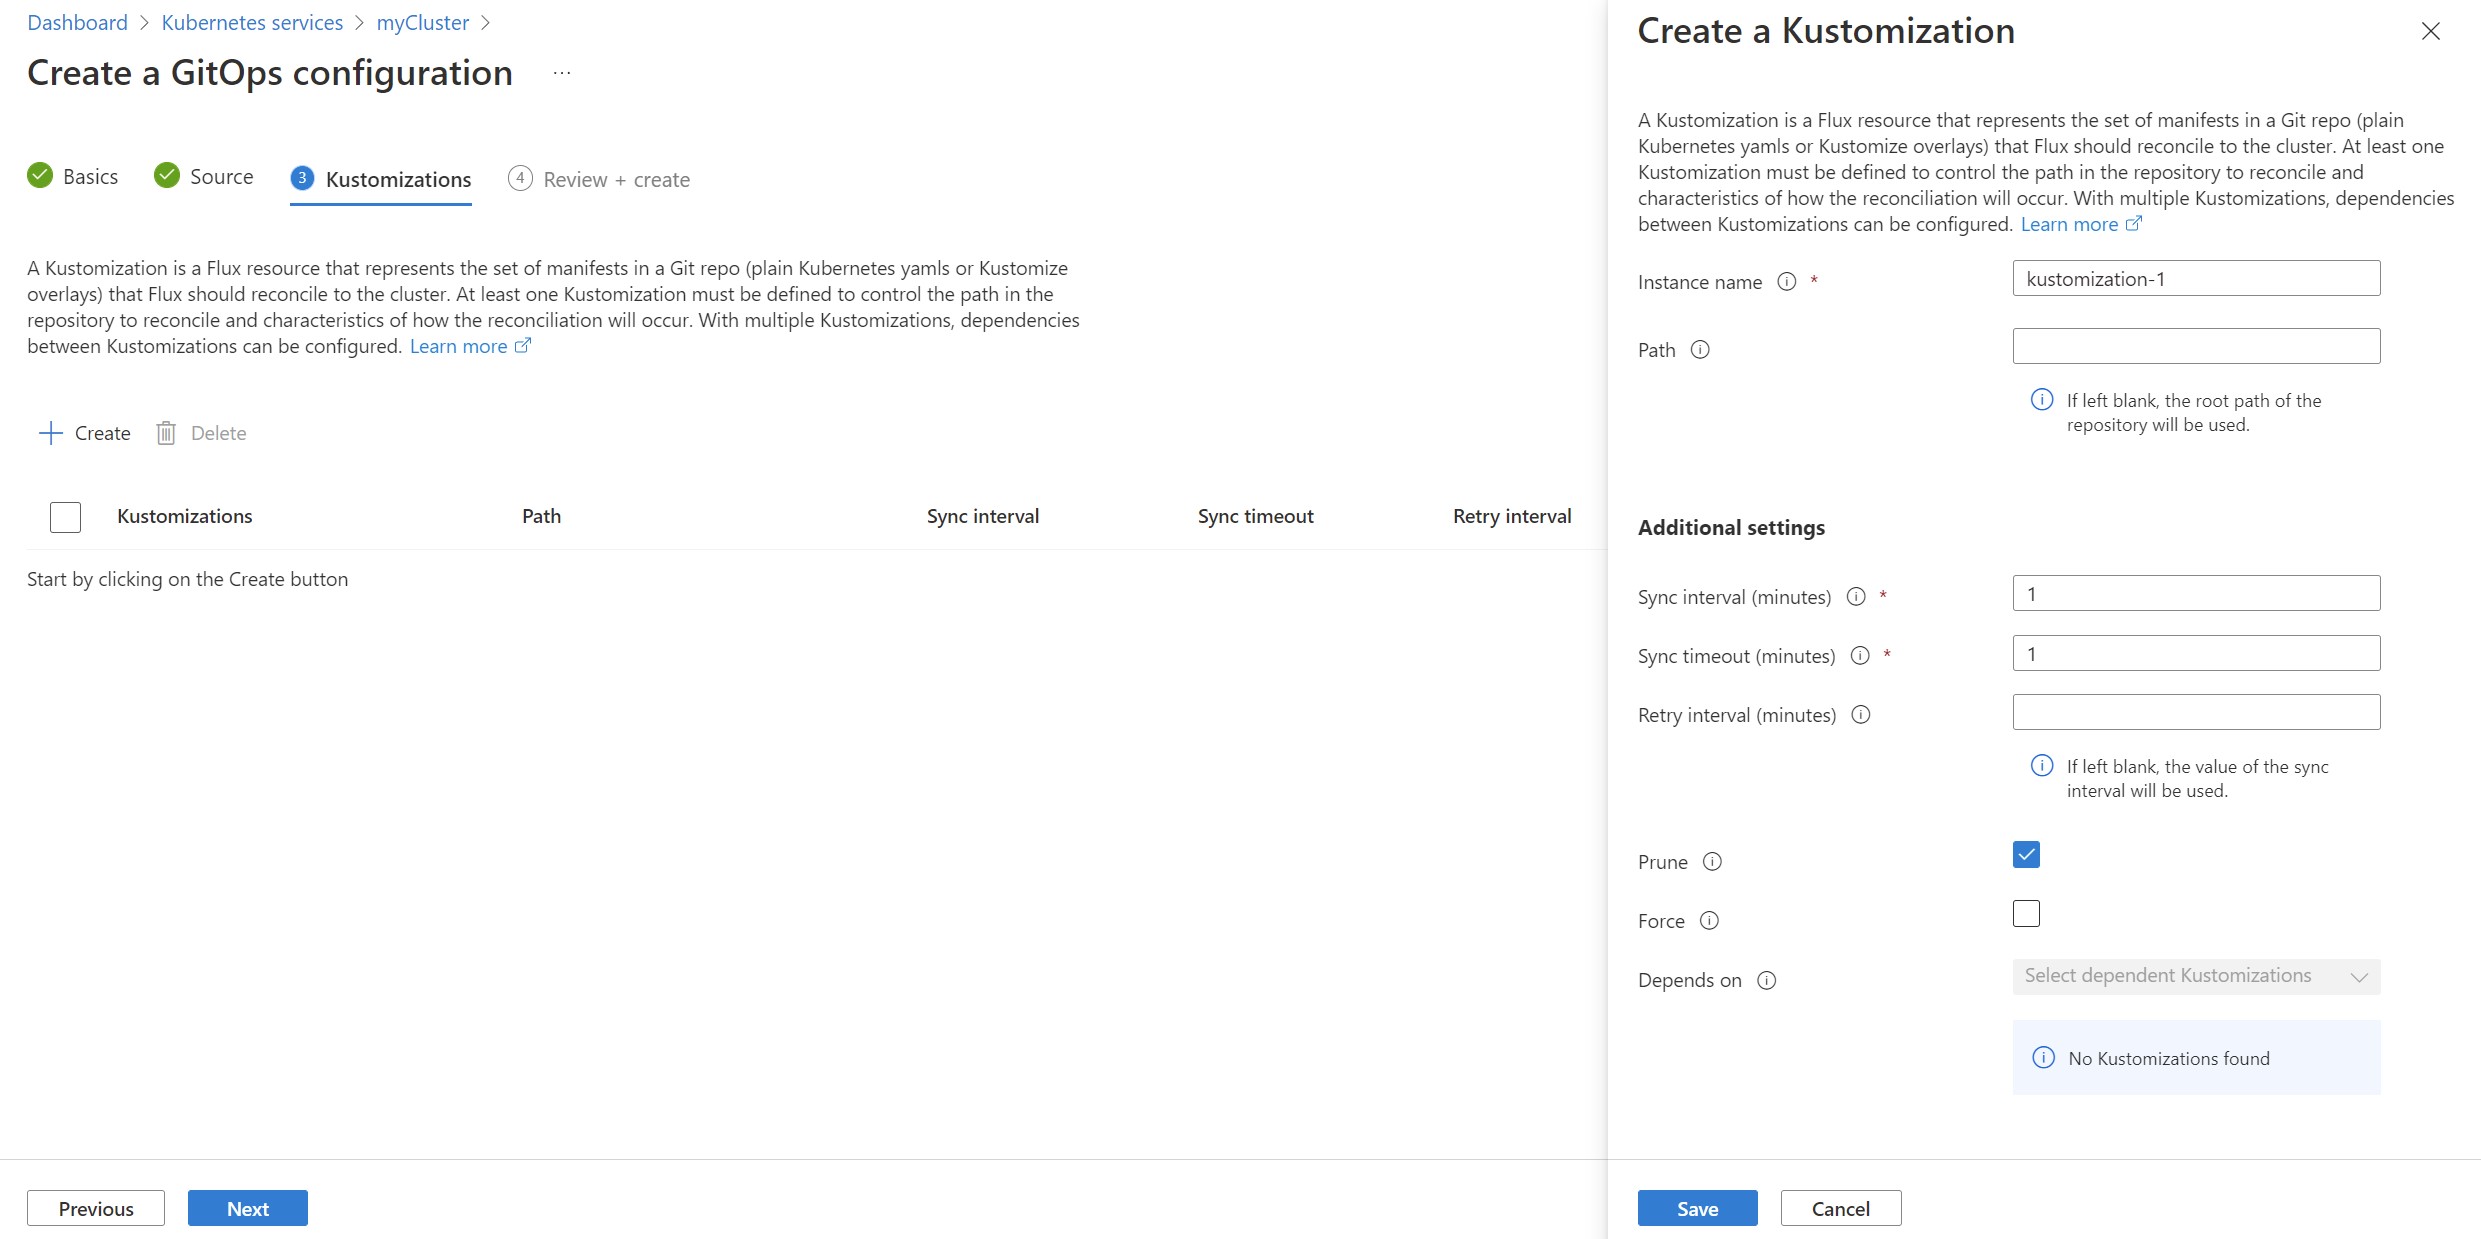 Dashboard > Kubernetes services > myCluster >
Create a GitOps configuration ...
Basics
Source
3 Kustomizations
4 Review + create
A Kustomization is a Flux resource that represents the set of manifests in a Git repo (plain Kubernetes yamls or Kustomize
overlays) that Flux should reconcile to the cluster. At least one Kustomization must be defined to control the path in the
repository to reconcile and characteristics of how the reconciliation will occur. With multiple Kustomizations, dependencies
between Kustomizations can be configured. Learn more
Create
Delete
Kustomizations Path Sync interval Sync timeout Retry interval
Start by clicking on the Create button
Previous
Next
Create a Kustomization
A Kustomization is a Flux resource that represents the set of manifests in a Git repo (plain
Kubernetes yamls or Kustomize overlays) that Flux should reconcile to the cluster. At least one
Kustomization must be defined to control the path in the repository to reconcile and
characteristics of how the reconciliation will occur. With multiple Kustomizations, dependencies
between Kustomizations can be configured. Learn more
Instance name * kustomization-1
Path
If left blank, the root path of the
repository will be used.
Additional settings
Sync interval (minutes) * 1
Sync timeout (minutes) * 1
Retry interval (minutes)
If left blank, the value of the sync
interval will be used.
Prune
Force
Depends on Select dependent Kustomizations
No Kustomizations found
Save
Cancel